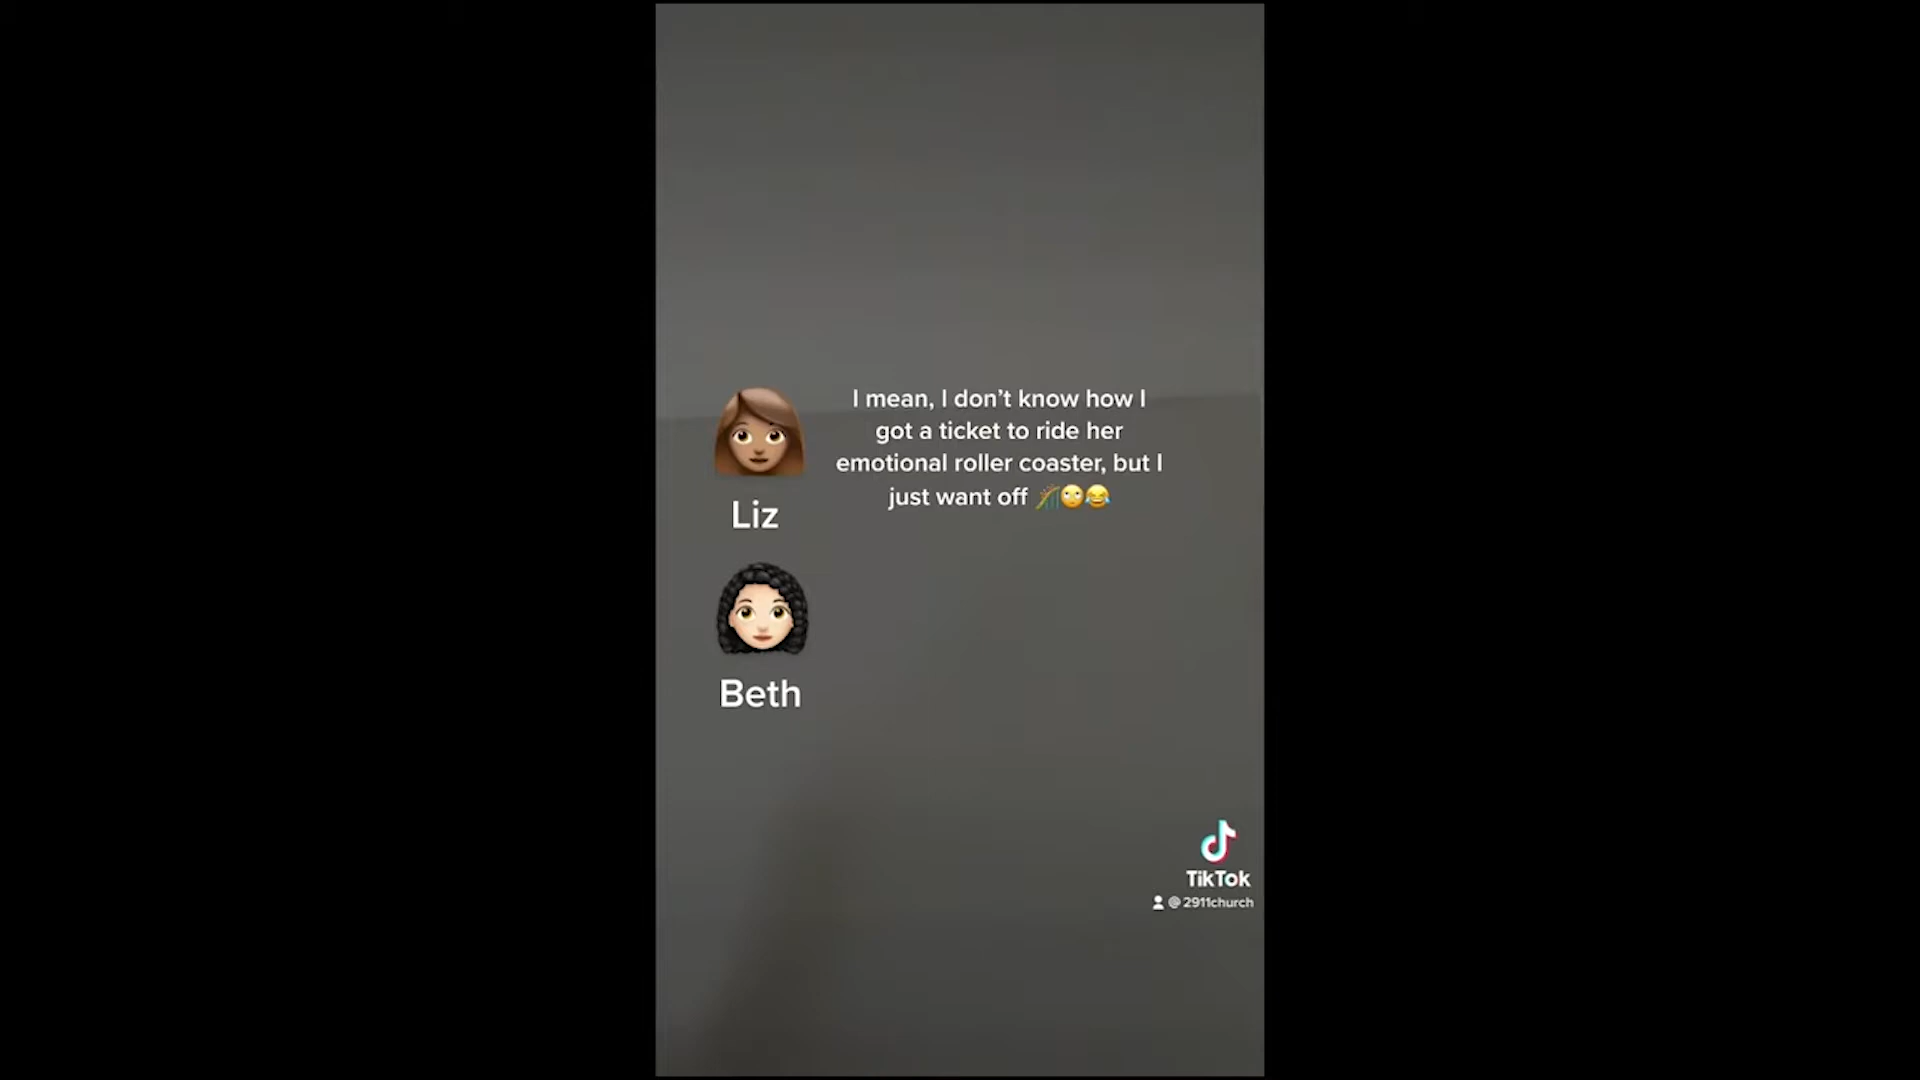 I mean, I don’t know how I
got a ticket to ride her
emotional roller coaster, but I
just want off 🎢🙄😂
Liz
Beth
TikTok
@2911church